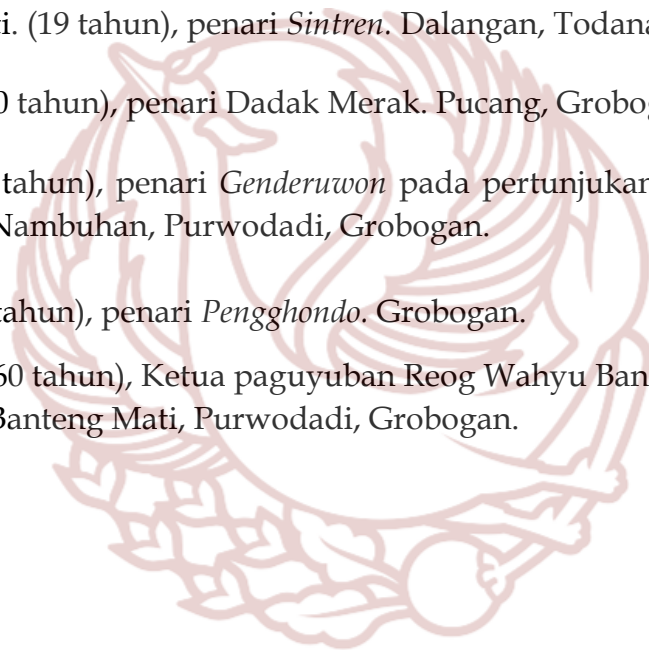 ti. (19 tahun), penari Sintren. Dalangan, Todana
0 tahun), penari Dadak Merak. Pucang, Grobog
tahun), penari Genderuwon pada pertunjukan
Nambuhan, Purwodadi, Grobogan.
tahun), penari Pengghondo. Grobogan.
60 tahun), Ketua paguyuban Reog Wahyu Ban
Banteng Mati, Purwodadi, Grobogan.